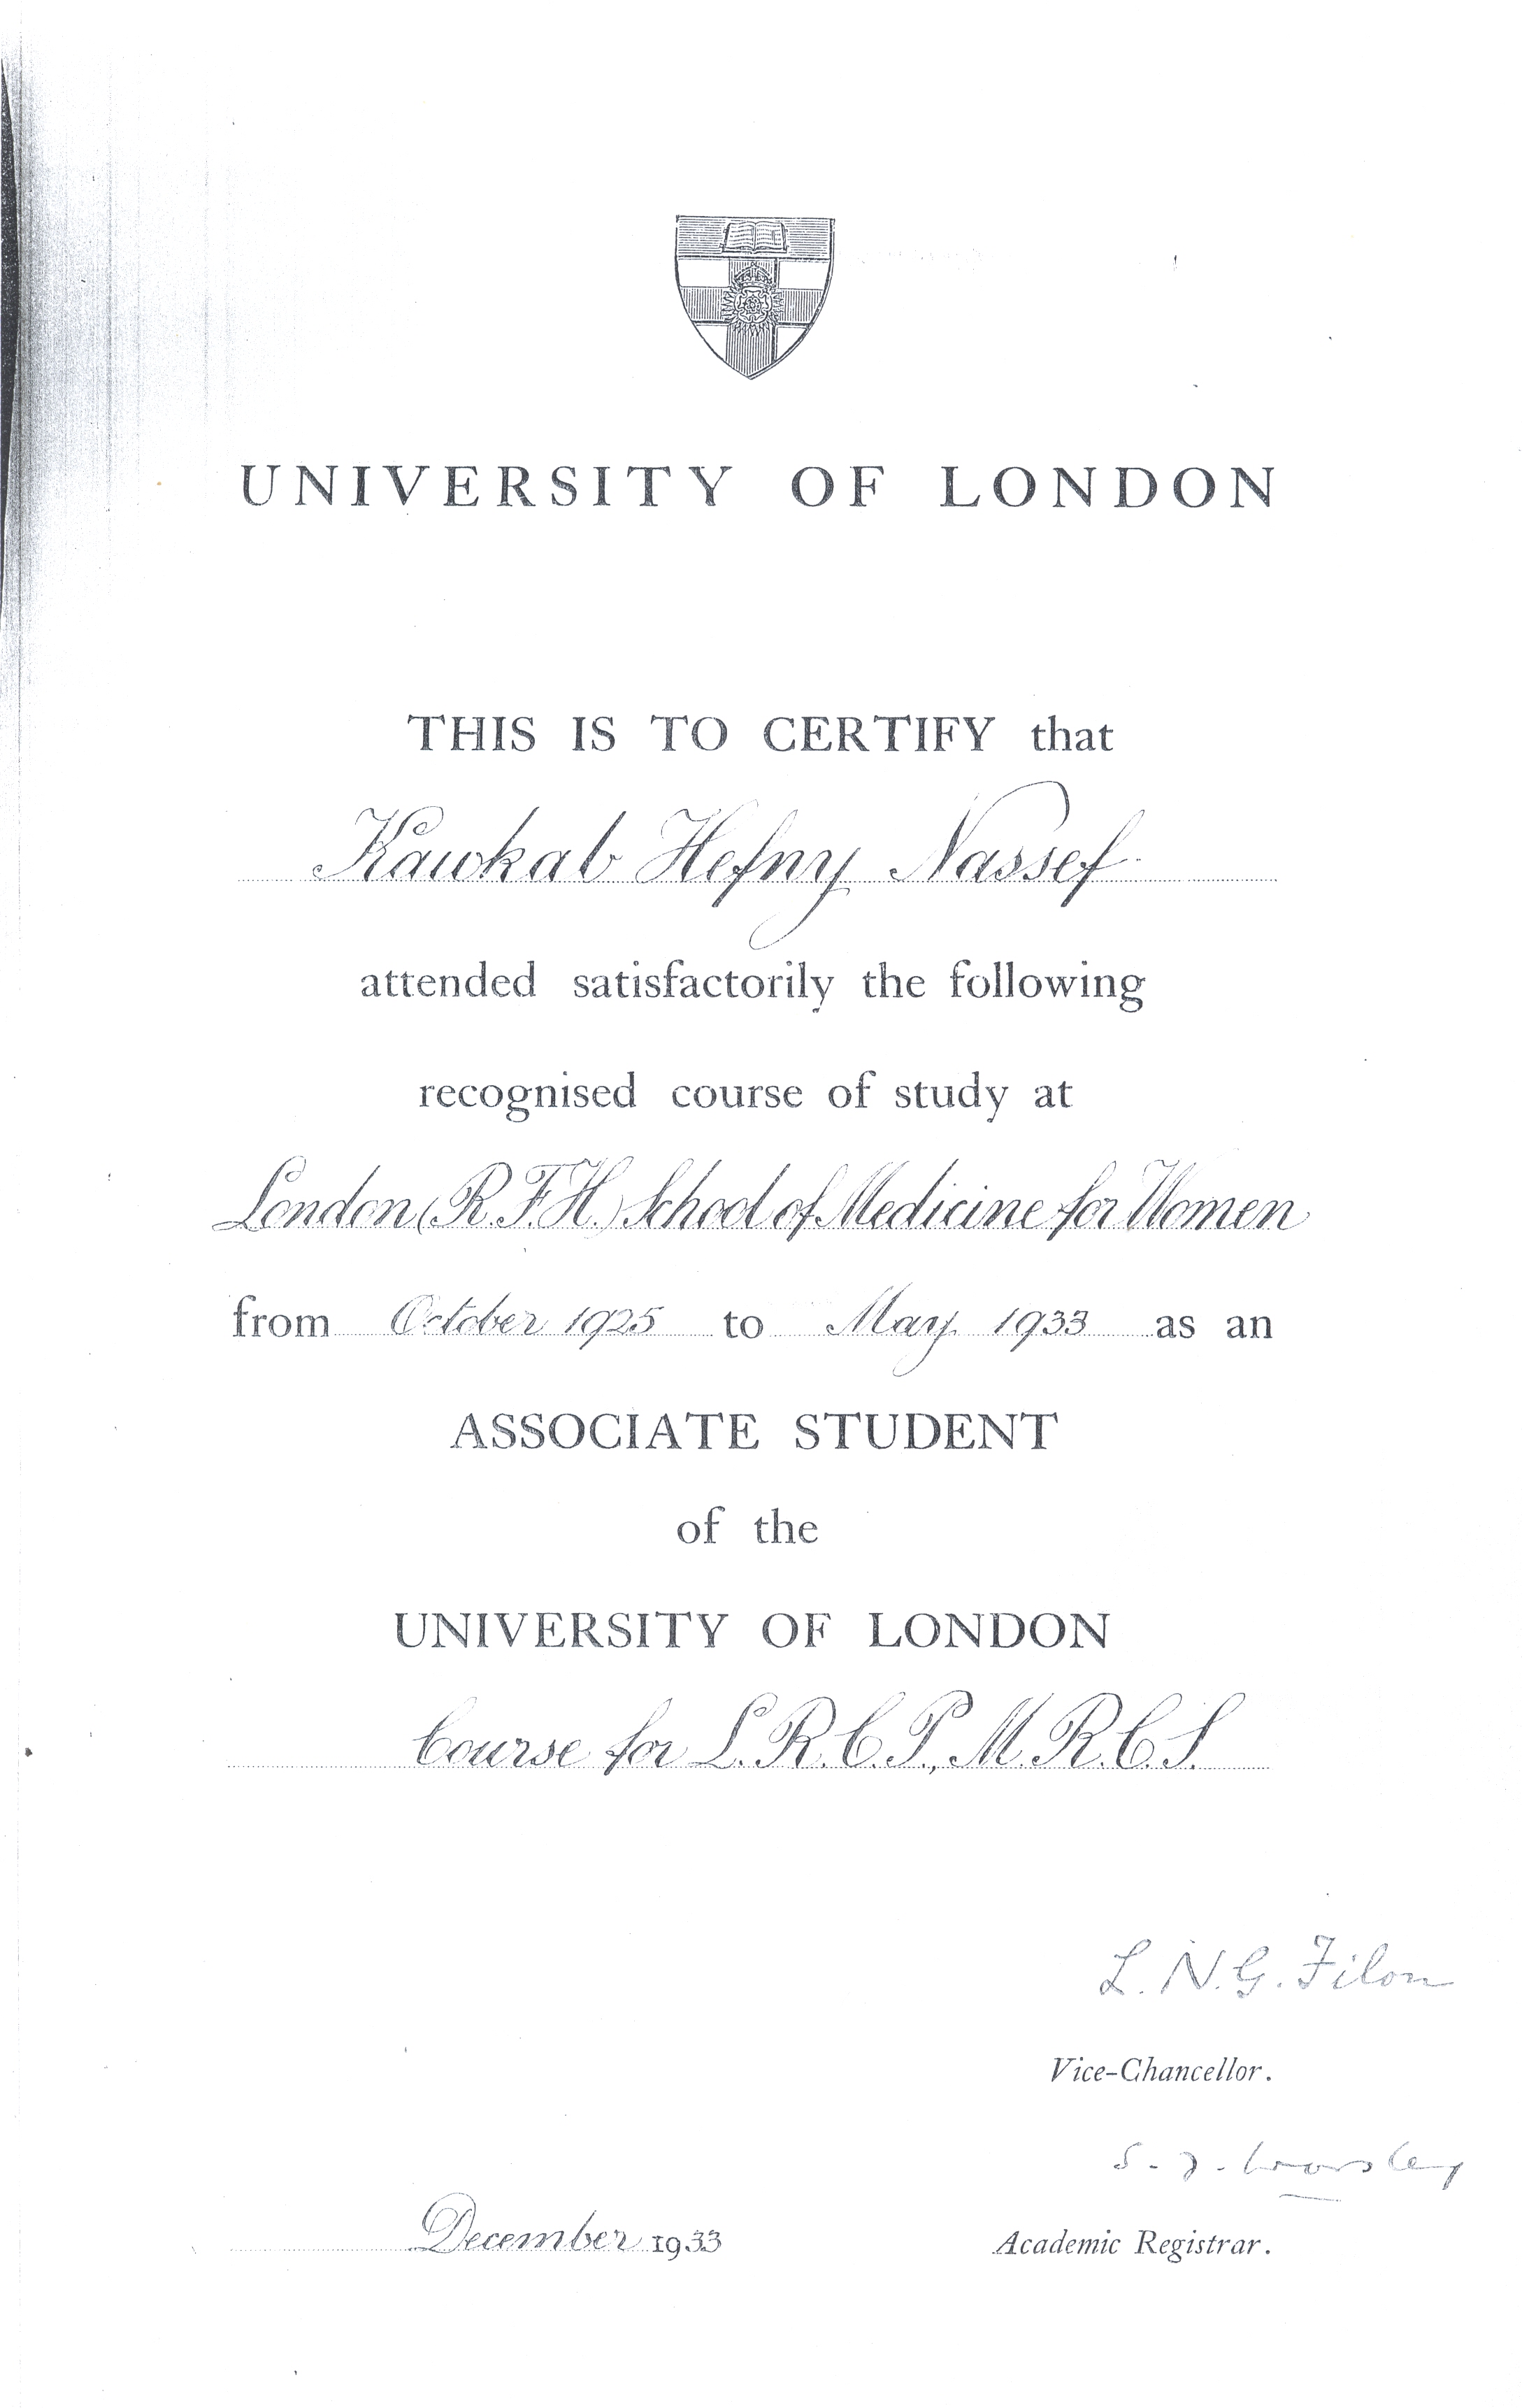 UNIVERSITY OF LONDON
THIS IS TO CERTIFY that
Kawkab Hefny Nassef
attended satisfactorily the following
recognised course of study at
London (R.F.H.) School of Medicine for Women
from October 1925 to May 1933 as an
ASSOCIATE STUDENT
of the
UNIVERSITY OF LONDON
Course for L.R.C.P., M.R.C.S.
L.N.G. Filon
Vice-Chancellor.
S. J. Worsley
December 1933
Academic Registrar.